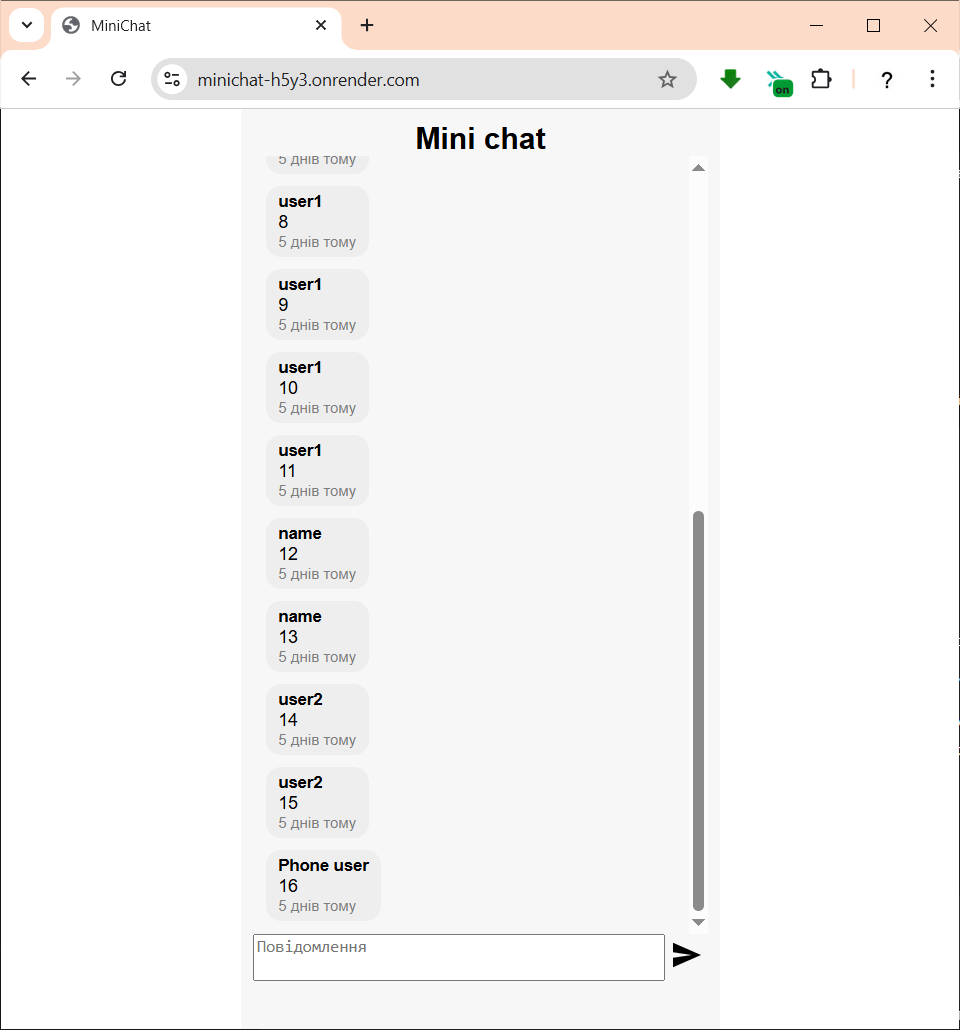 MiniChat
minichat-h5y3.onrender.com
on
?
Mini chat
5 днів тому
user1
8
5 днів тому
user1
9
5 днів тому
user1
10
5 днів тому
user1
11
5 днів тому
name
12
5 днів тому
name
13
5 днів тому
user2
14
5 днів тому
user2
15
5 днів тому
Phone user
16
5 днів тому
Повідомлення